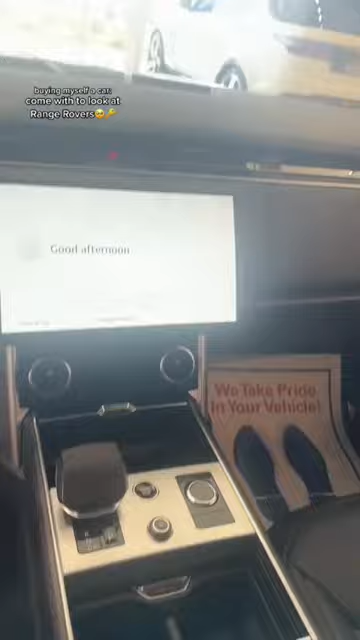 buying myself a car:
come with to look at
Range Rovers🥹🔑
Good afternoon
We Take Pride
In Your Vehicle!